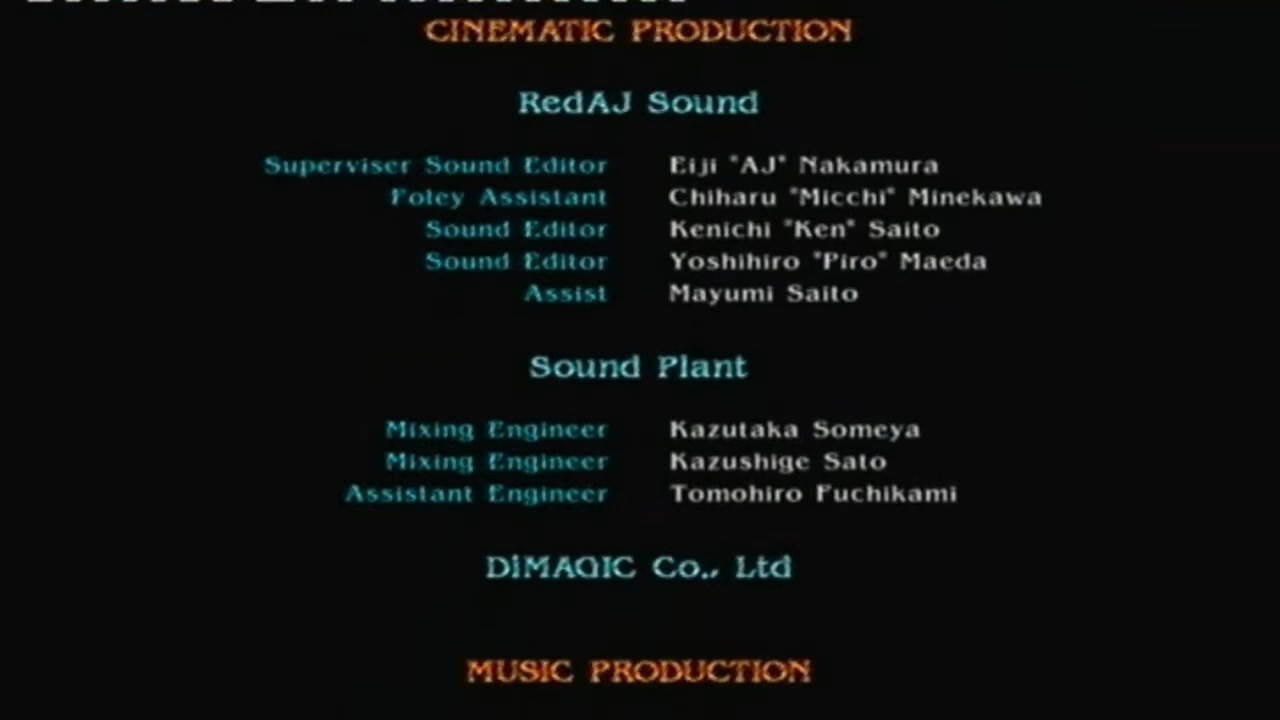 CINEMATIC PRODUCTION
RedAJ Sound
Superviser Sound Editor Eiji "AJ" Nakamura
Foley Assistant Chiharu "Micchi" Minekawa
Sound Editor Kenichi "Ken" Saito
Sound Editor Yoshihiro "Piro" Maeda
Assist Mayumi Saito
Sound Plant
Mixing Engineer Kazutaka Someya
Mixing Engineer Kazushige Sato
Assistant Engineer Tomohiro Fuchikami
DiMAGIC Co., Ltd
MUSIC PRODUCTION